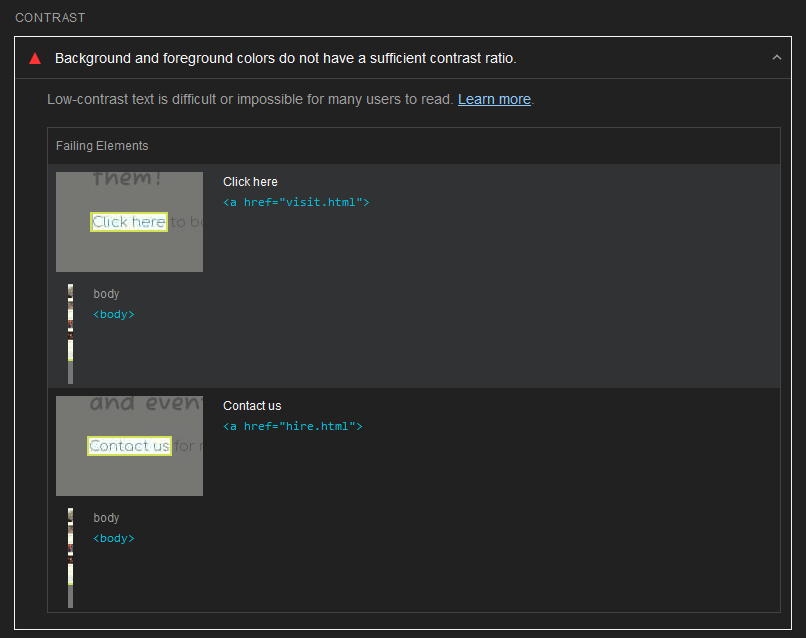 CONTRAST
Background and foreground colors do not have a sufficient contrast ratio.
Low-contrast text is difficult or impossible for many users to read. Learn more.
Failing Elements
them!
Click here to
Click here
<a href="visit.html">
body
<body>
and
Contact us for
Contact us
<a href="hire.html">
body
<body>